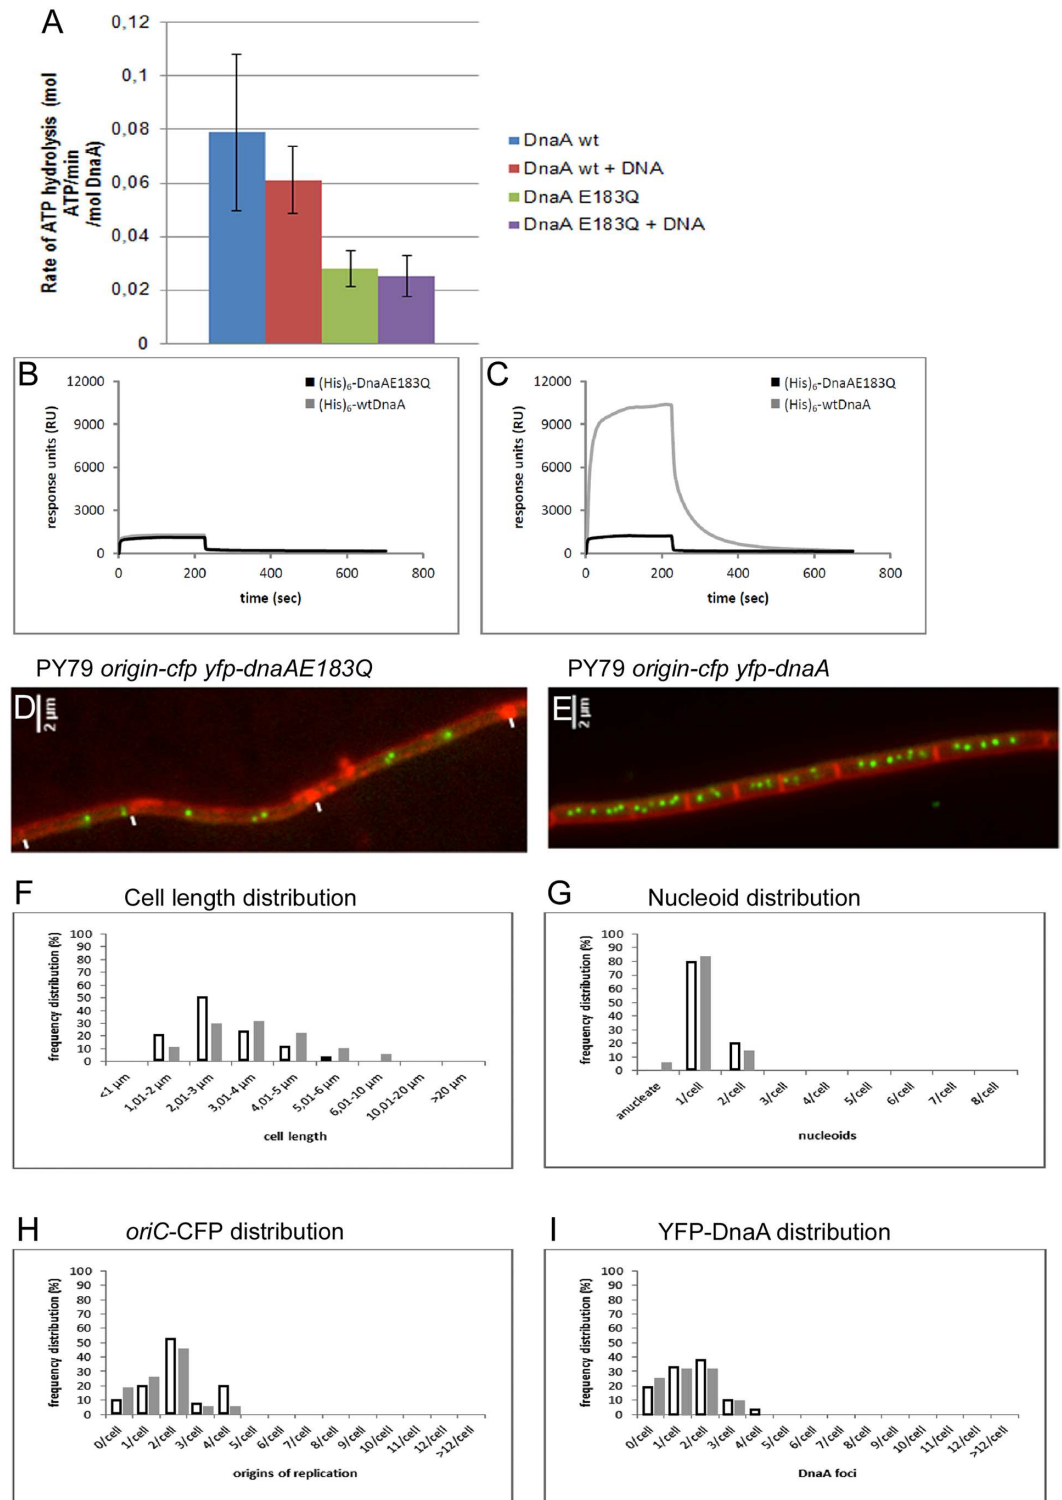 A
0,12
0,1
0,08
0,06
0,04
0,02
0
Rate of ATP hydrolysis (mol
ATP/min
/mol DnaA)
DnaA wt
DnaA wt + DNA
DnaA E183Q
DnaA E183Q + DNA
B
12000
9000
6000
3000
0
response units (RU)
(His)₆-DnaAE183Q
(His)₆-wtDnaA
0 200 400 600 800
time (sec)
C
12000
9000
6000
3000
0
response units (RU)
(His)₆-DnaAE183Q
(His)₆-wtDnaA
0 200 400 600 800
time (sec)
PY79 origin-cfp yfp-dnaAE183Q
D
2 µm
PY79 origin-cfp yfp-dnaA
E
2 µm
F
Cell length distribution
frequency distribution (%)
100
90
80
70
60
50
40
30
20
10
0
<1 µm
1,01-2 µm
2,01-3 µm
3,01-4 µm
4,01-5 µm
5,01-6 µm
6,01-10 µm
10,01-20 µm
>20 µm
cell length
G
Nucleoid distribution
frequency distribution (%)
100
90
80
70
60
50
40
30
20
10
0
anucleate
1/cell
2/cell
3/cell
4/cell
5/cell
6/cell
7/cell
8/cell
nucleoids
H
oriC-CFP distribution
frequency distribution (%)
100
90
80
70
60
50
40
30
20
10
0
0/cell
1/cell
2/cell
3/cell
4/cell
5/cell
6/cell
7/cell
8/cell
9/cell
10/cell
11/cell
12/cell
>12/cell
origins of replication
I
YFP-DnaA distribution
frequency distribution (%)
100
90
80
70
60
50
40
30
20
10
0
0/cell
1/cell
2/cell
3/cell
4/cell
5/cell
6/cell
7/cell
8/cell
9/cell
10/cell
11/cell
12/cell
>12/cell
DnaA foci